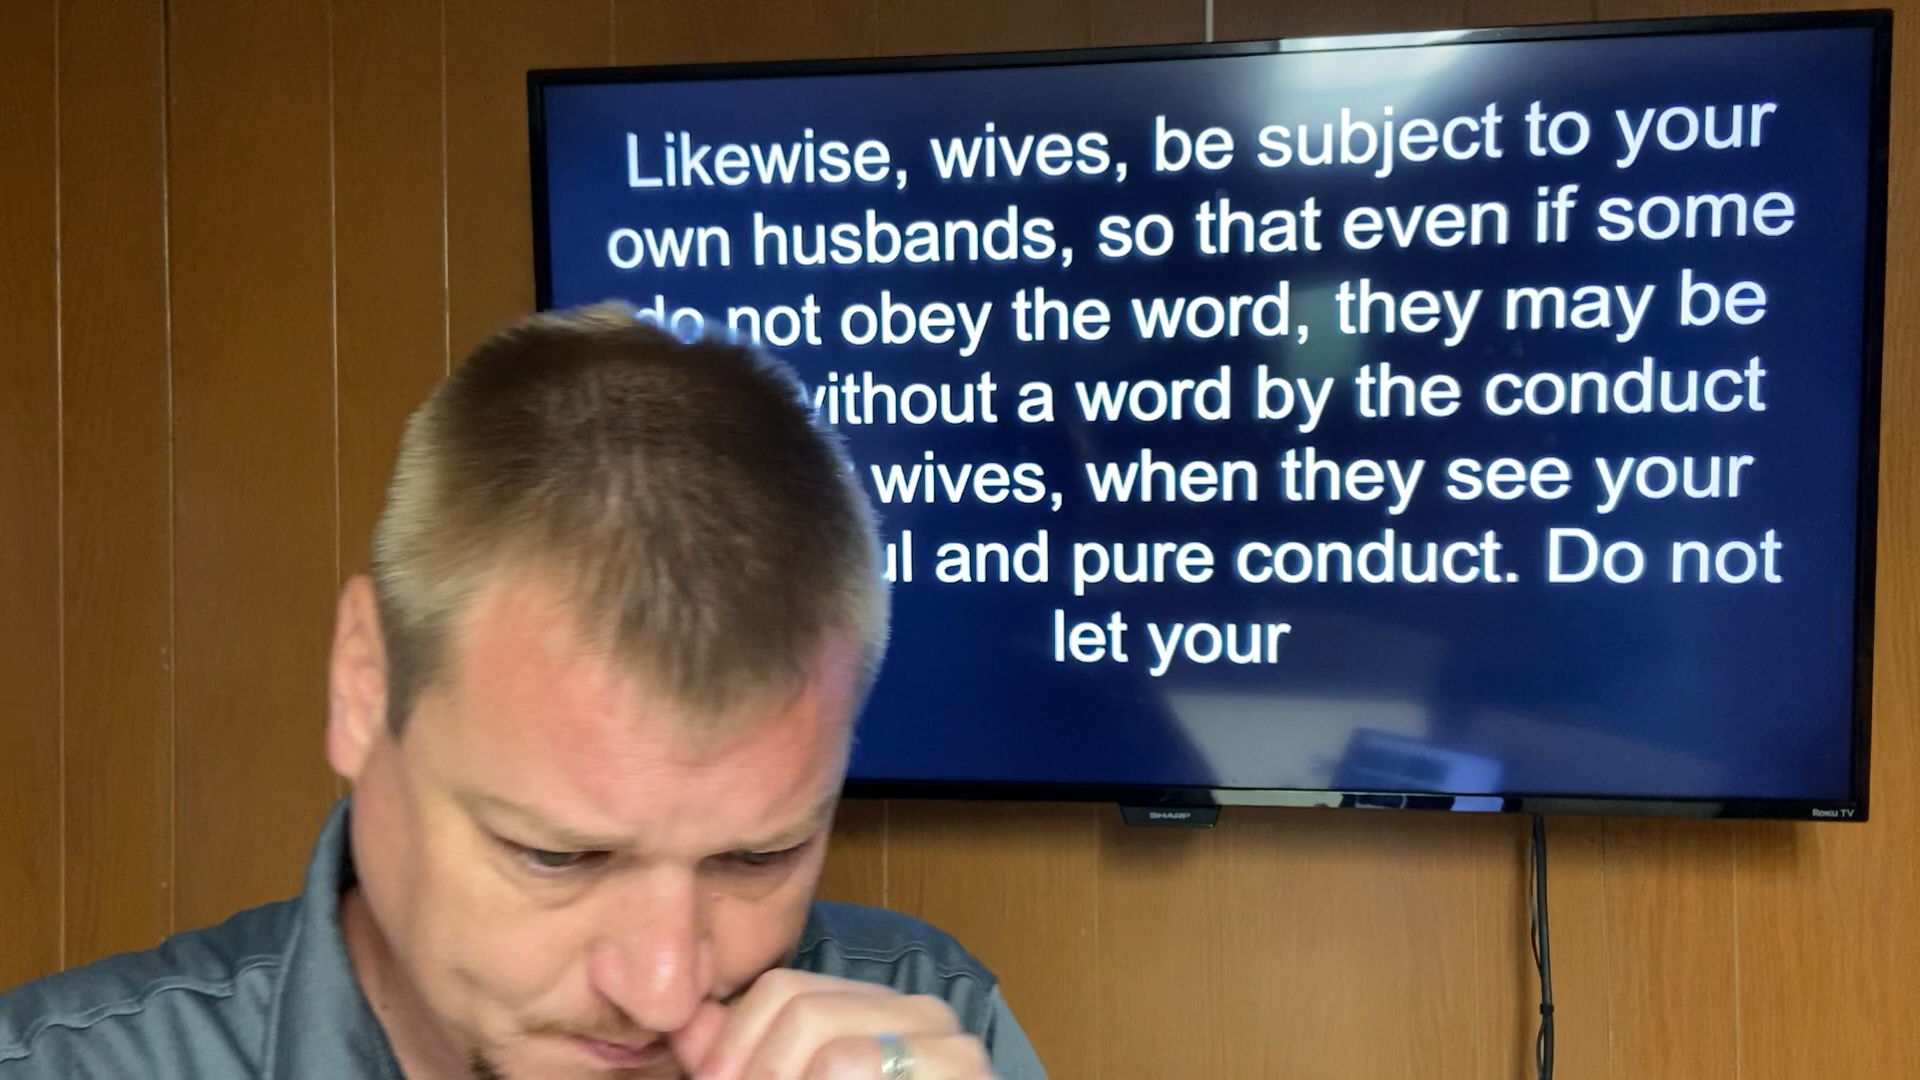 Likewise, wives, be subject to your
own husbands, so that even if some
do not obey the word, they may be
without a word by the conduct
wives, when they see your
and pure conduct. Do not
let your
SHARP
Roku TV